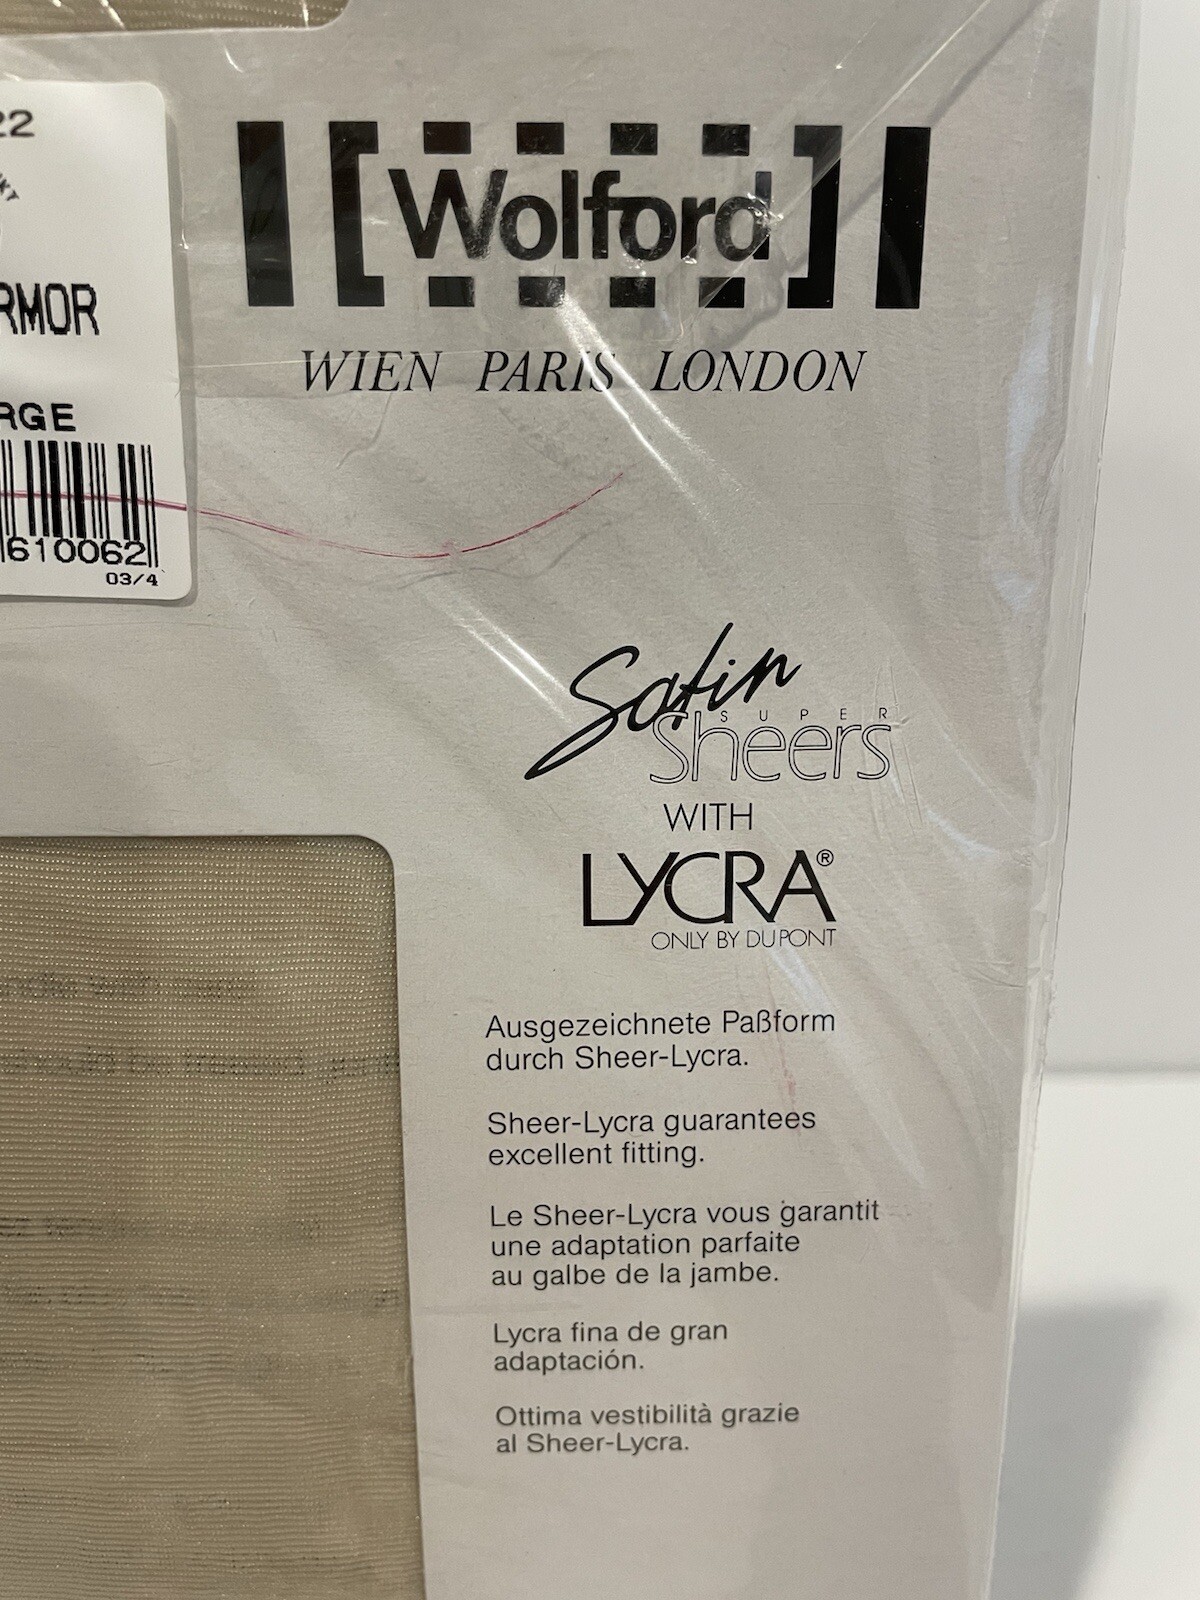 22
RMOR
RGE
610062
03/4
Wolford
WIEN PARIS LONDON
Satin
SUPER
Sheers
WITH
LYCRA®
ONLY BY DU PONT
Ausgezeichnete Paßform
durch Sheer-Lycra.
Sheer-Lycra guarantees
excellent fitting.
Le Sheer-Lycra vous garantit
une adaptation parfaite
au galbe de la jambe.
Lycra fina de gran
adaptación.
Ottima vestibilità grazie
al Sheer-Lycra.